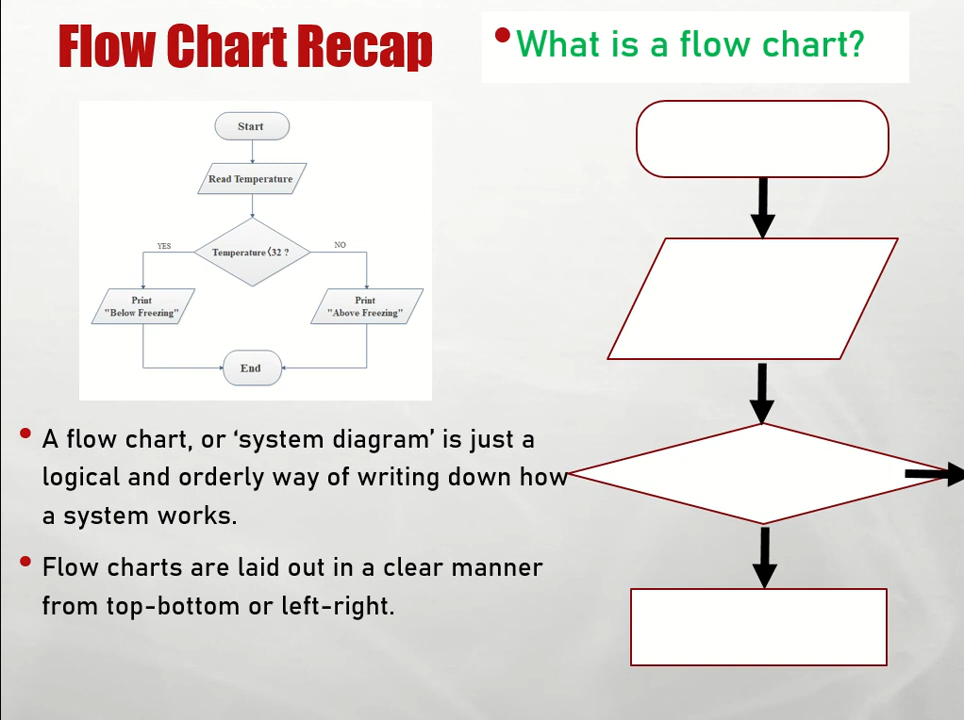 Flow Chart Recap
•What is a flow chart?
Start
Read Temperature
Temperature<32 ?
YES
NO
Print
"Below Freezing"
Print
"Above Freezing"
End
• A flow chart, or ‘system diagram’ is just a
logical and orderly way of writing down how
a system works.
• Flow charts are laid out in a clear manner
from top-bottom or left-right.